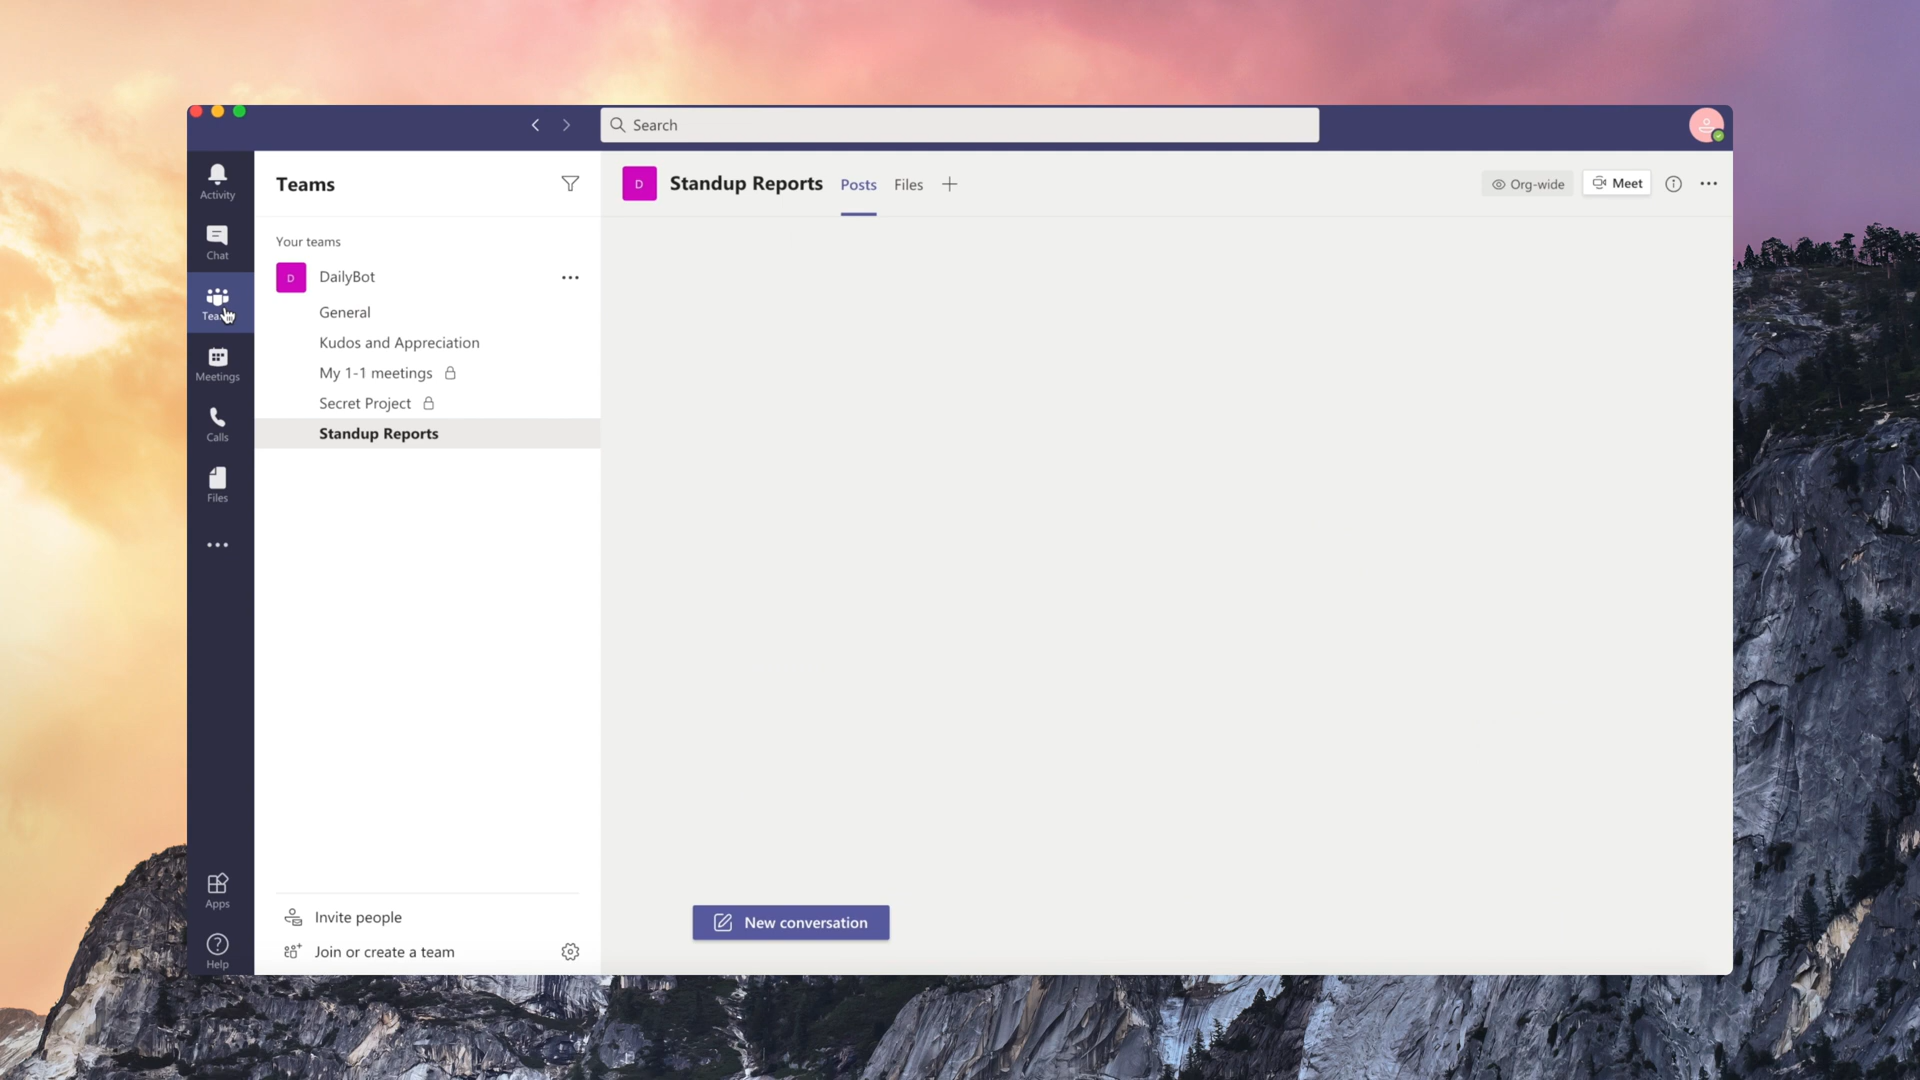 Search
Activity
Chat
Teams
Meetings
Calls
Files
Apps
Help
Teams
Your teams
D DailyBot
General
Kudos and Appreciation
My 1-1 meetings
Secret Project
Standup Reports
Invite people
Join or create a team
D Standup Reports Posts Files
Org-wide Meet
New conversation